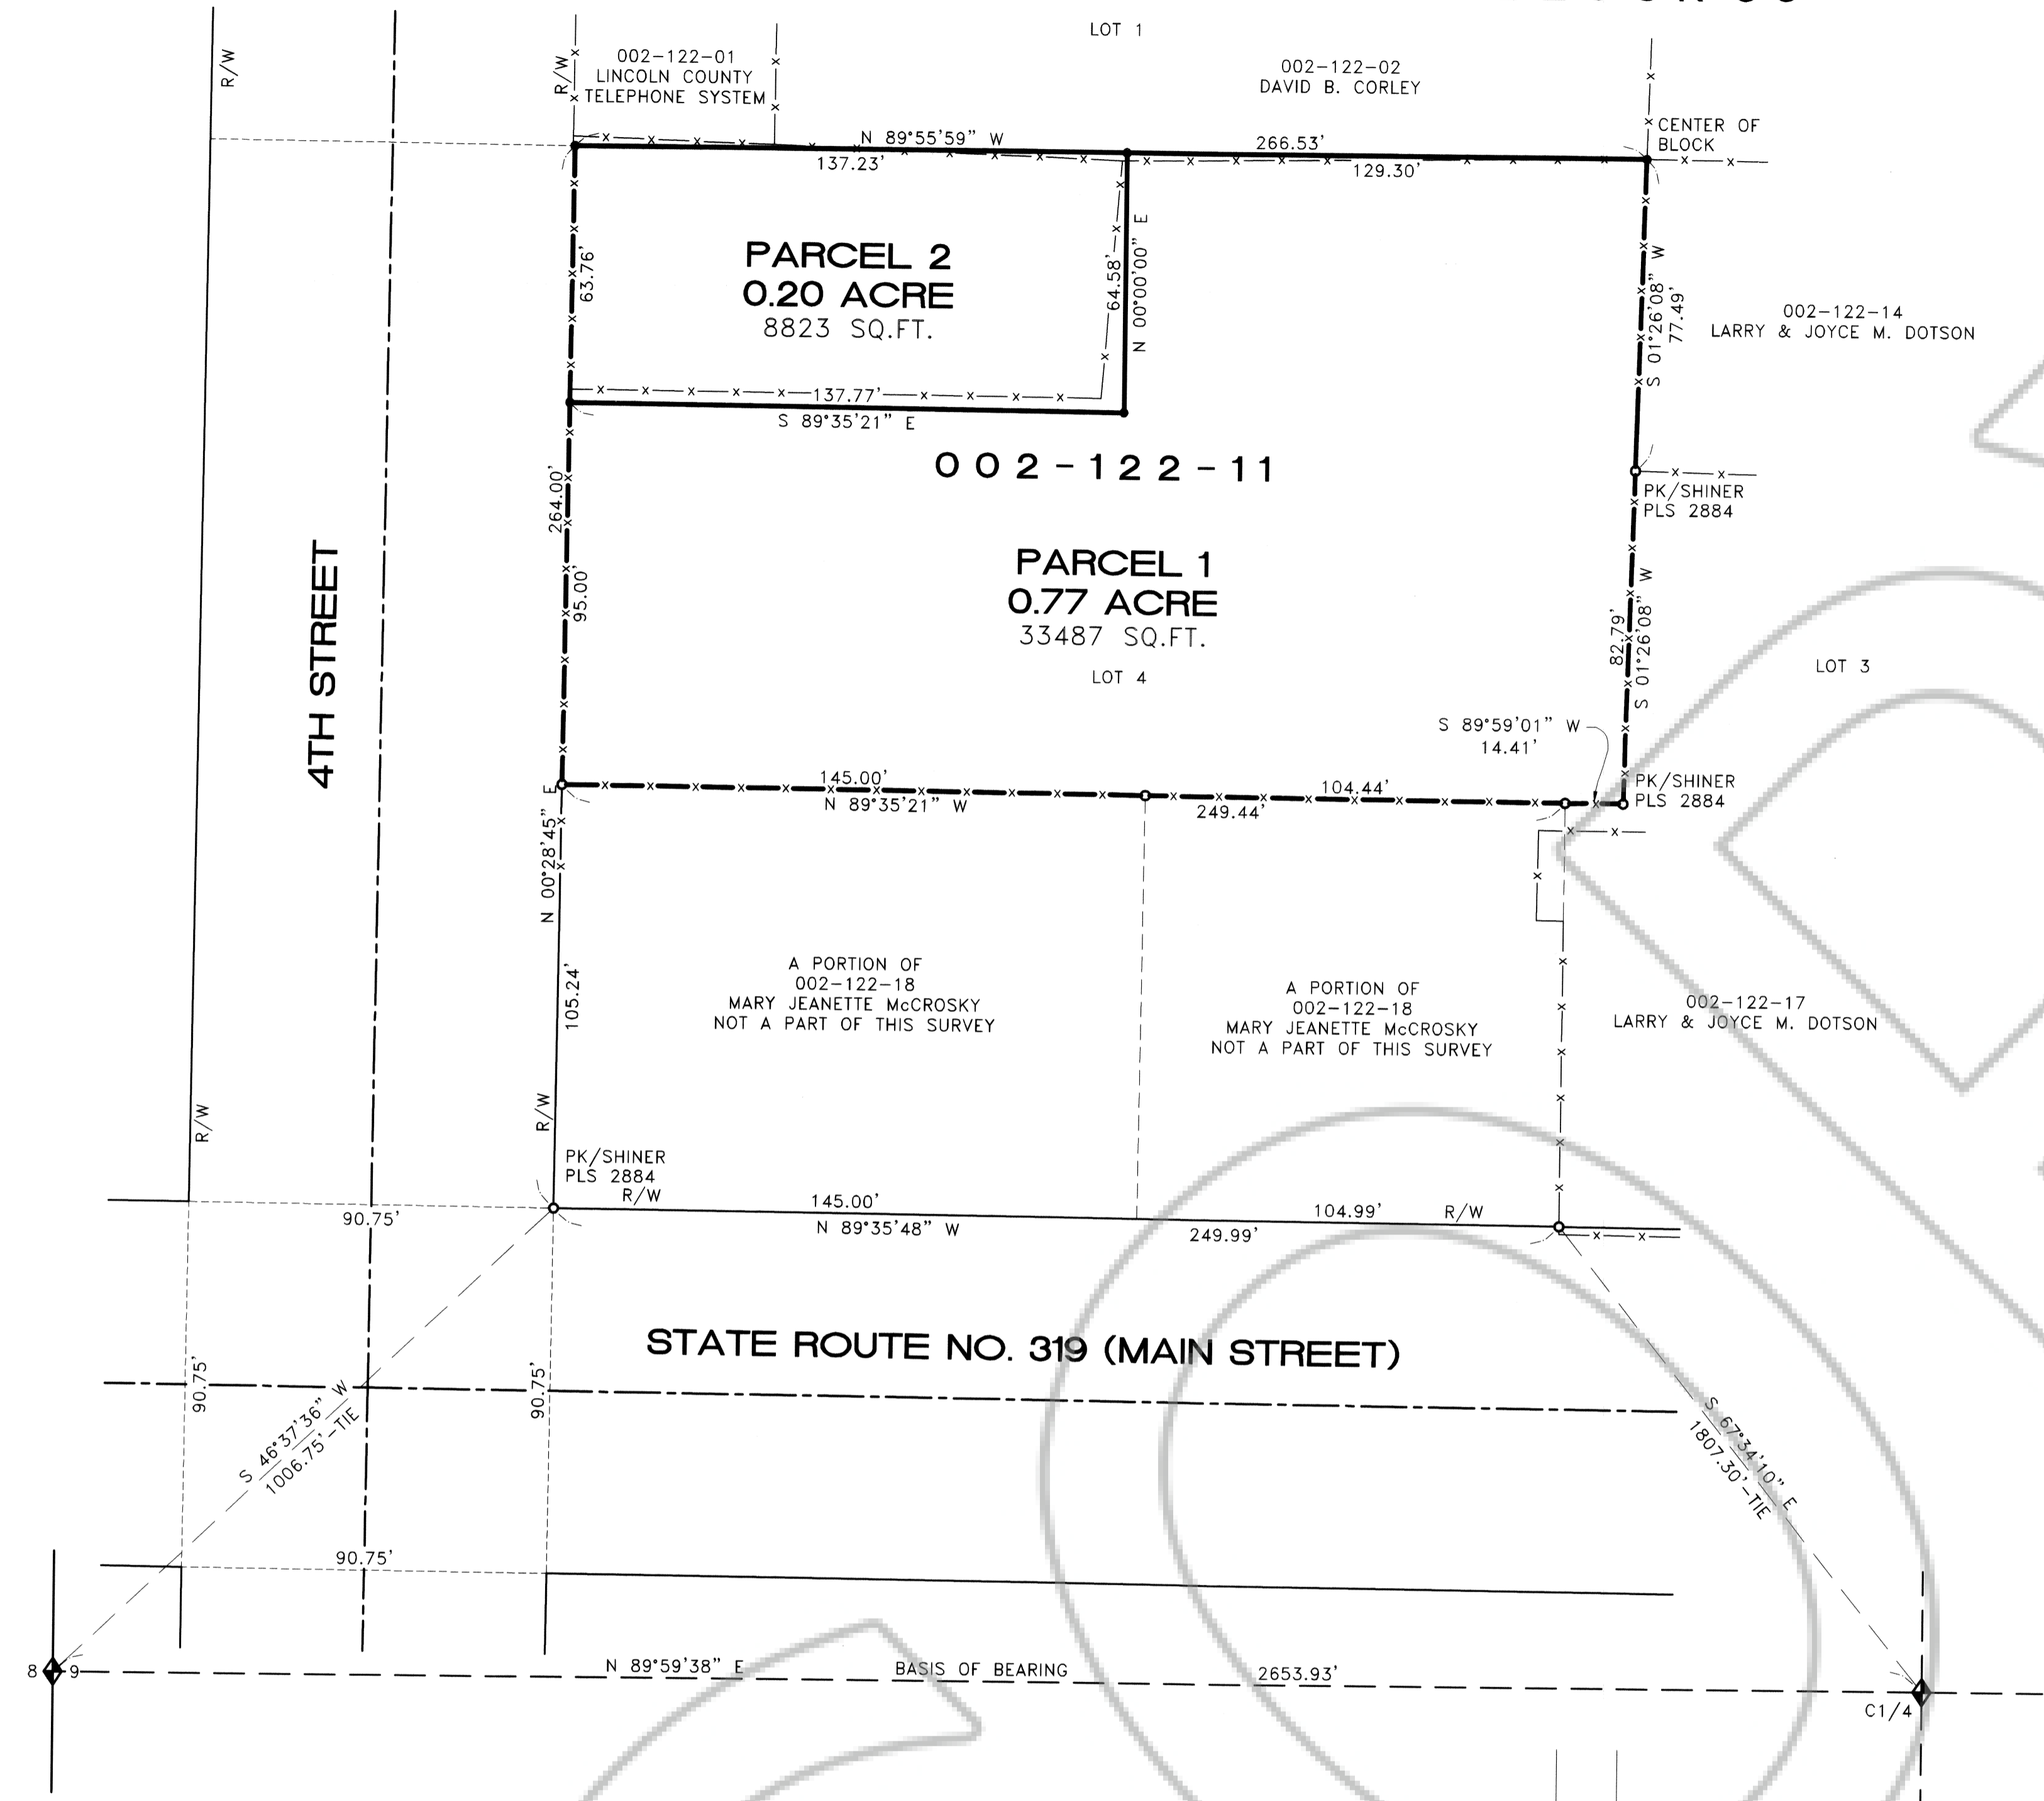 LOT 1
R/W
R/W
002-122-01
LINCOLN COUNTY
TELEPHONE SYSTEM
002-122-02
DAVID B. CORLEY
CENTER OF
BLOCK
N 89°55'59" W
266.53'
137.23'
129.30'
63.76'
PARCEL 2
0.20 ACRE
8823 SQ.FT.
64.58'
N 00°00'00" E
S 01°26'08" W
77.49'
002-122-14
LARRY & JOYCE M. DOTSON
137.77'
S 89°35'21" E
002-122-11
264.00'
95.00'
PK/SHINER
PLS 2884
4TH STREET
PARCEL 1
0.77 ACRE
33487 SQ.FT.
LOT 4
82.79'
S 01°26'08" W
LOT 3
S 89°59'01" W
14.41'
145.00'
N 89°35'21" W
104.44'
249.44'
PK/SHINER
PLS 2884
N 00°28'45" E
105.24'
A PORTION OF
002-122-18
MARY JEANETTE McCROSKY
NOT A PART OF THIS SURVEY
A PORTION OF
002-122-18
MARY JEANETTE McCROSKY
NOT A PART OF THIS SURVEY
002-122-17
LARRY & JOYCE M. DOTSON
R/W
R/W
PK/SHINER
PLS 2884
R/W
145.00'
N 89°35'48" W
104.99'
R/W
249.99'
90.75'
STATE ROUTE NO. 319 (MAIN STREET)
90.75'
90.75'
S 46°37'36" W
1006.75'-TIE
S 67°34'10" E
1807.30'-TIE
90.75'
8
9
N 89°59'38" E
BASIS OF BEARING
2653.93'
C1/4